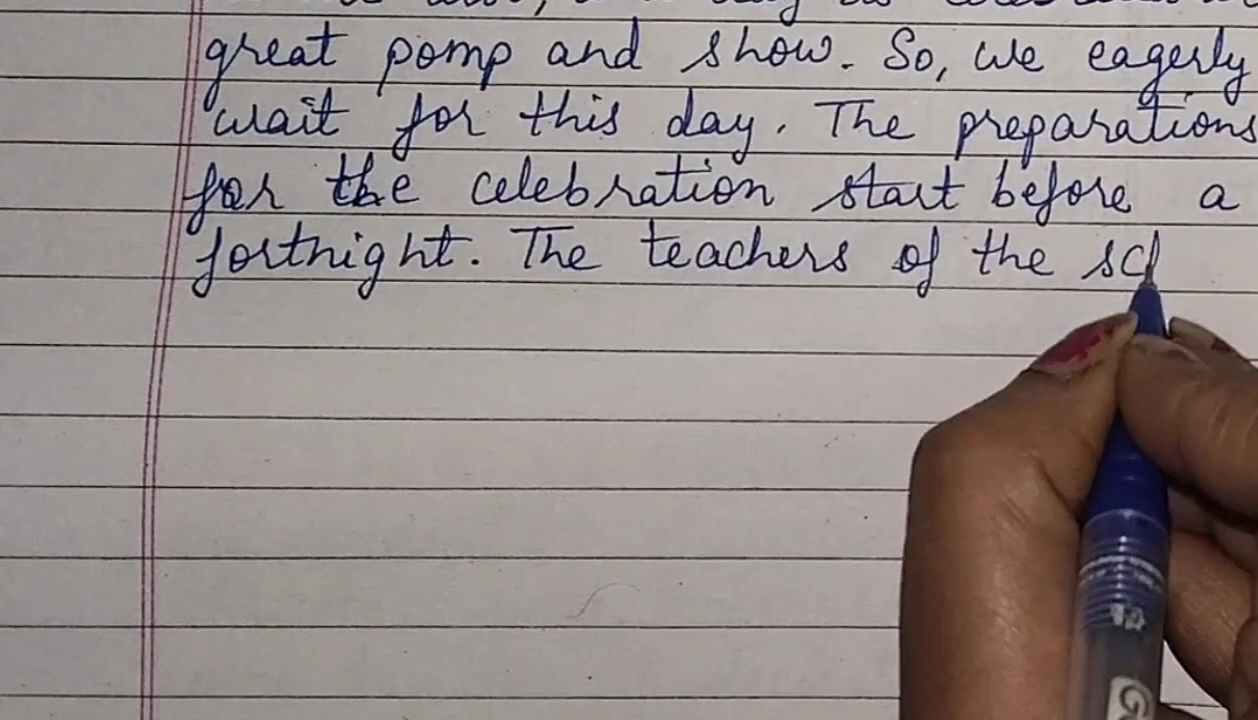 great pomp and show. So, we eagerly
wait for this day. The preparations
for the celebration start before a
fortnight. The teachers of the